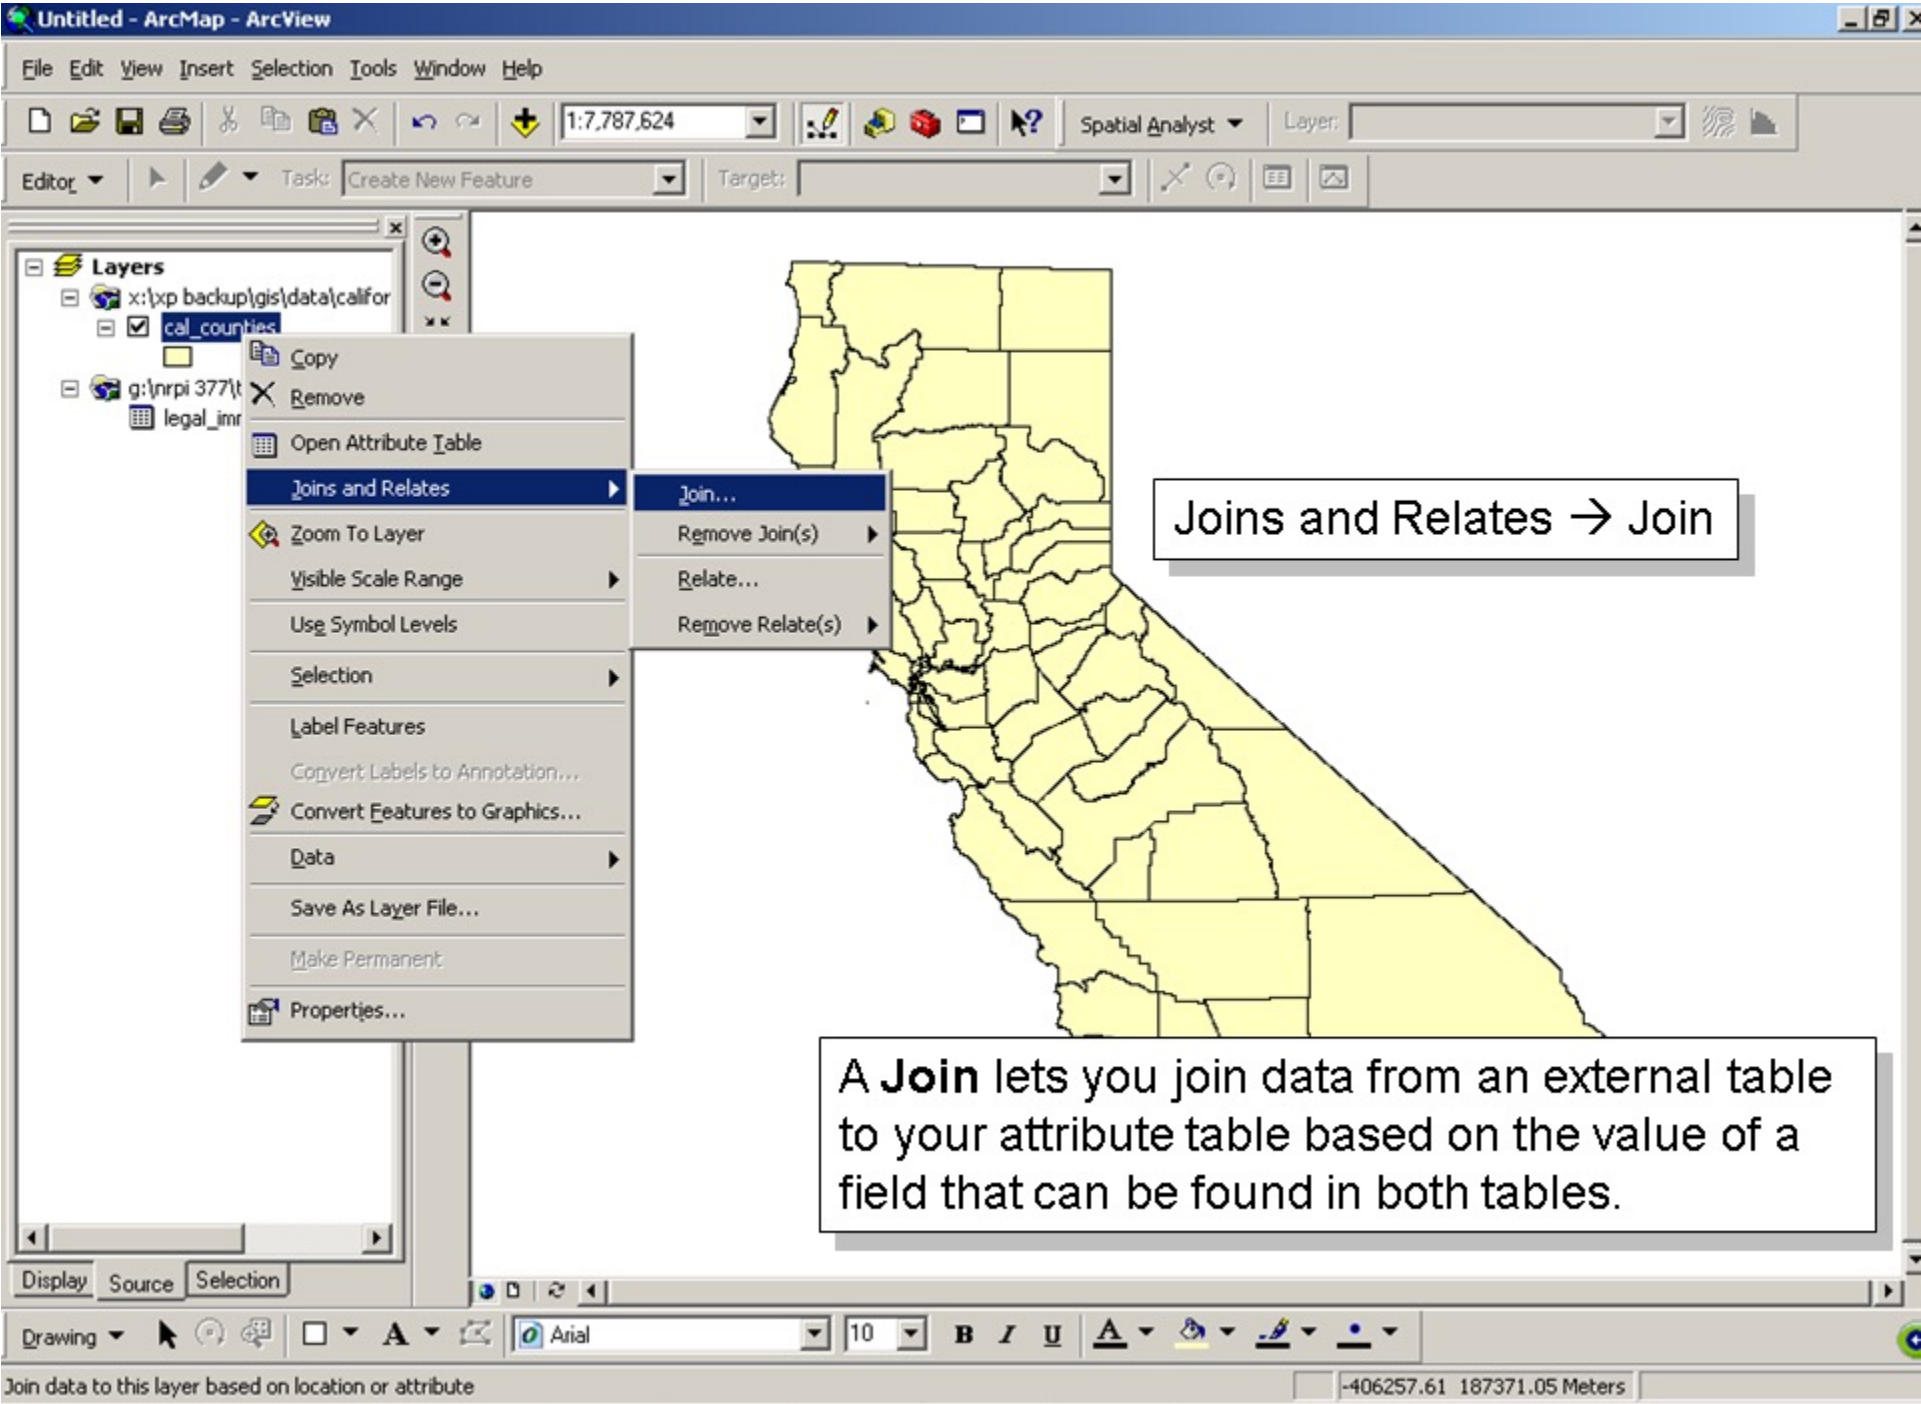 Untitled - ArcMap - ArcView
File Edit View Insert Selection Tools Window Help
1:7,787,624 Spatial Analyst Layer:
Editor Task: Create New Feature Target:
Layers
x:\xp backup\gis\data\califor
cal_counties
g:\nrpi 377\
legal_imr
Copy
Remove
Open Attribute Table
Joins and Relates
Zoom To Layer
Visible Scale Range
Use Symbol Levels
Selection
Label Features
Convert Labels to Annotation...
Convert Features to Graphics...
Data
Save As Layer File...
Make Permanent
Properties...
Join...
Remove Join(s)
Relate...
Remove Relate(s)
Joins and Relates → Join
A Join lets you join data from an external table
to your attribute table based on the value of a
field that can be found in both tables.
Display Source Selection
Drawing A Arial 10 B I U A
Join data to this layer based on location or attribute -406257.61 187371.05 Meters